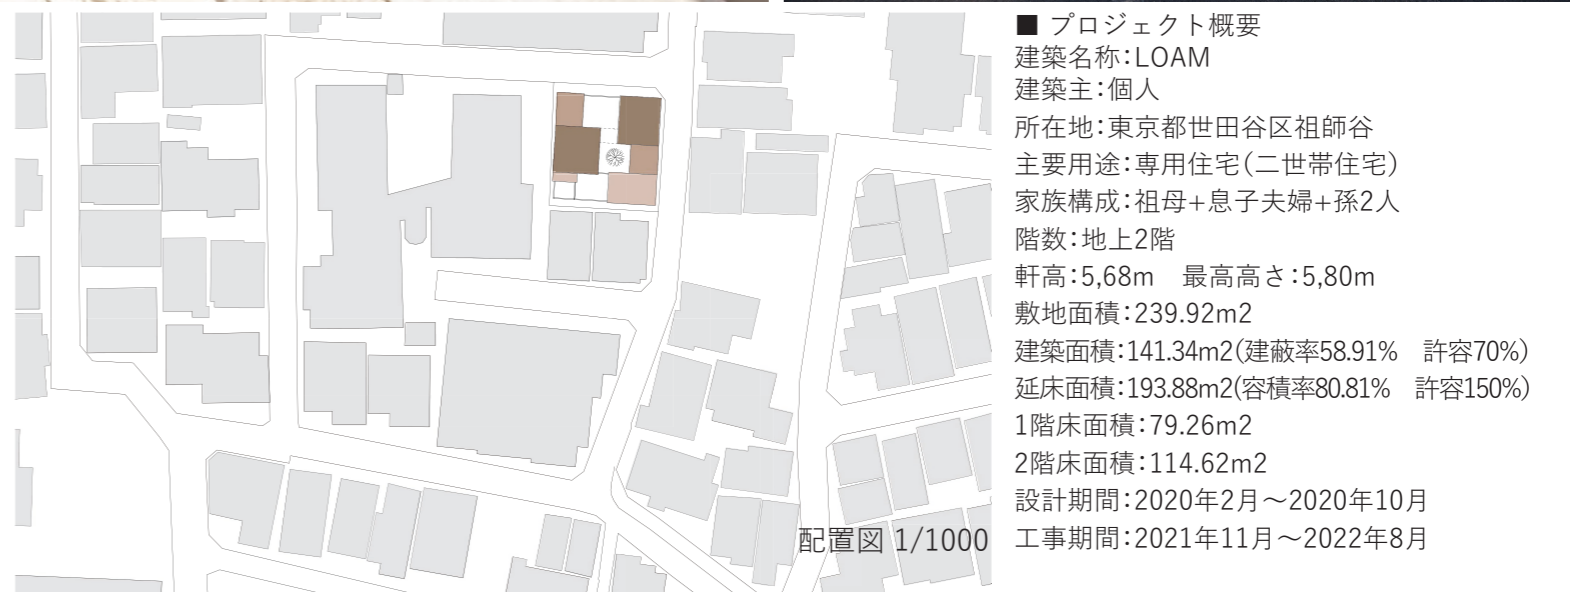 ■ プロジェクト概要
建築名称：LOAM
建築主：個人
所在地：東京都世田谷区祖師谷
主要用途：専用住宅（二世帯住宅）
家族構成：祖母+息子夫婦+孫2人
階数：地上2階
軒高：5,68m　最高高さ：5,80m
敷地面積：239.92m2
建築面積：141.34m2(建蔽率58.91%　許容70%)
延床面積：193.88m2(容積率80.81%　許容150%)
1階床面積：79.26m2
2階床面積：114.62m2
設計期間：2020年2月～2020年10月
工事期間：2021年11月～2022年8月
配置図 1/1000